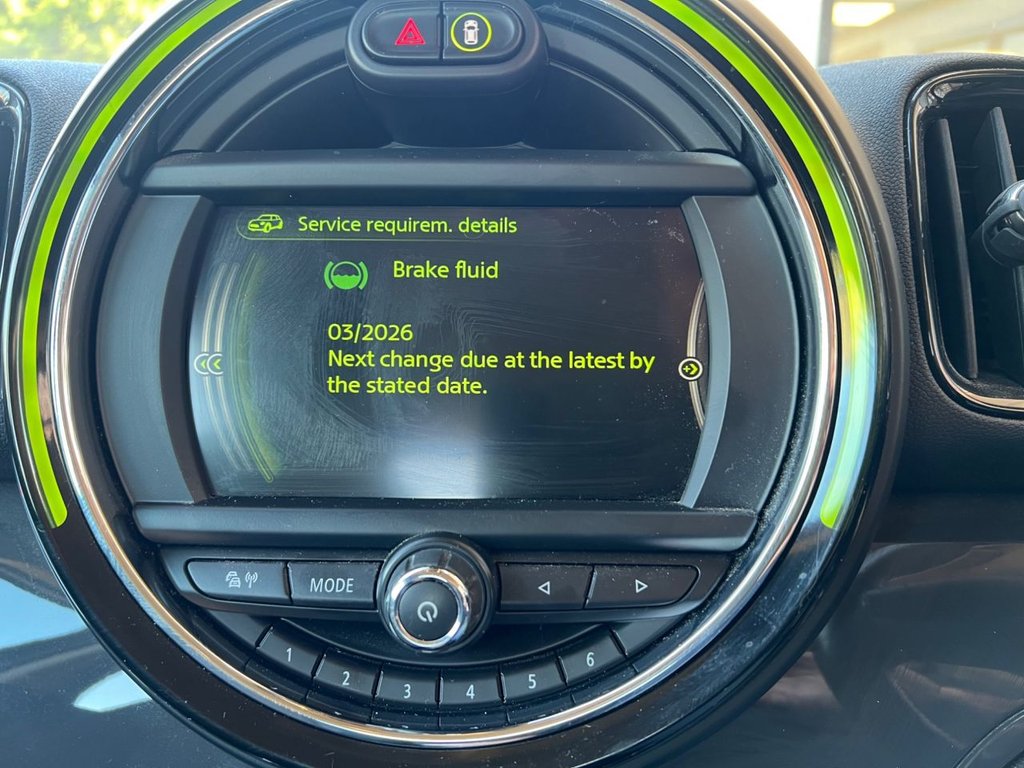 Service requirem. details
Brake fluid
03/2026
Next change due at the latest by
the stated date.
MODE
1
2
3
4
5
6